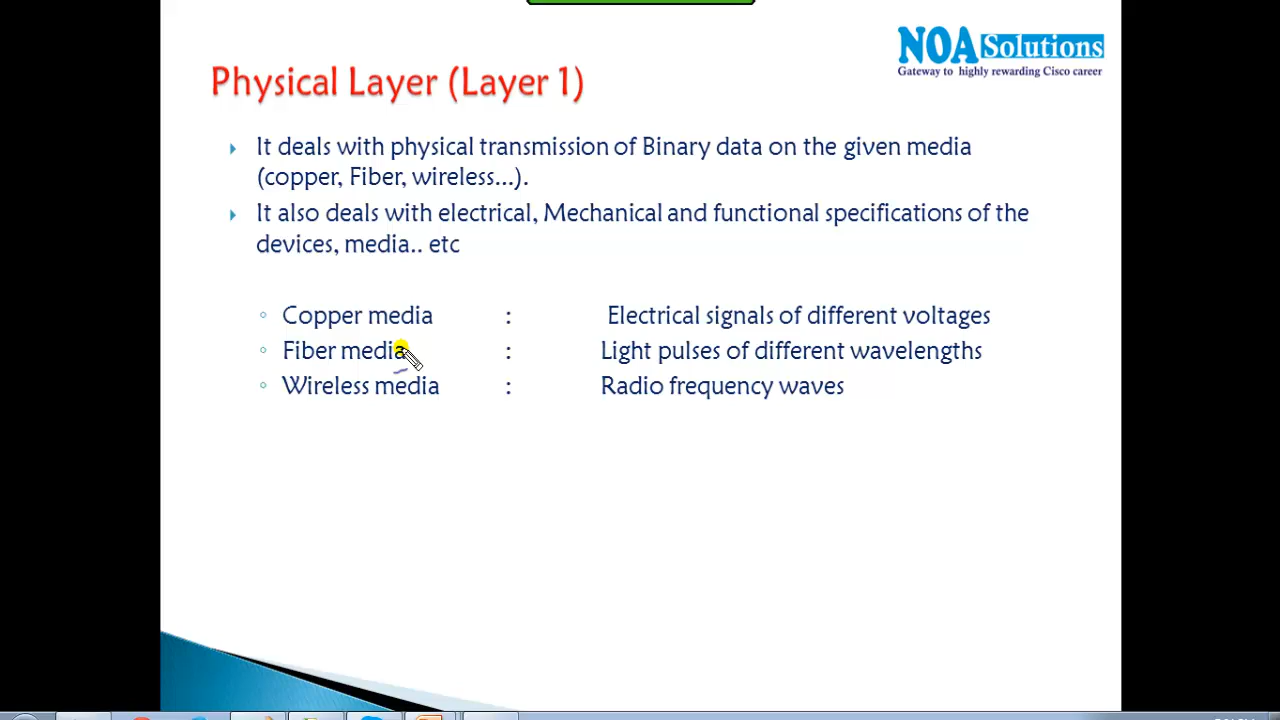 NOA Solutions
Gateway to highly rewarding Cisco career
Physical Layer (Layer 1)
It deals with physical transmission of Binary data on the given media
(copper, Fiber, wireless...).
It also deals with electrical, Mechanical and functional specifications of the
devices, media.. etc
Copper media : Electrical signals of different voltages
Fiber media : Light pulses of different wavelengths
Wireless media : Radio frequency waves